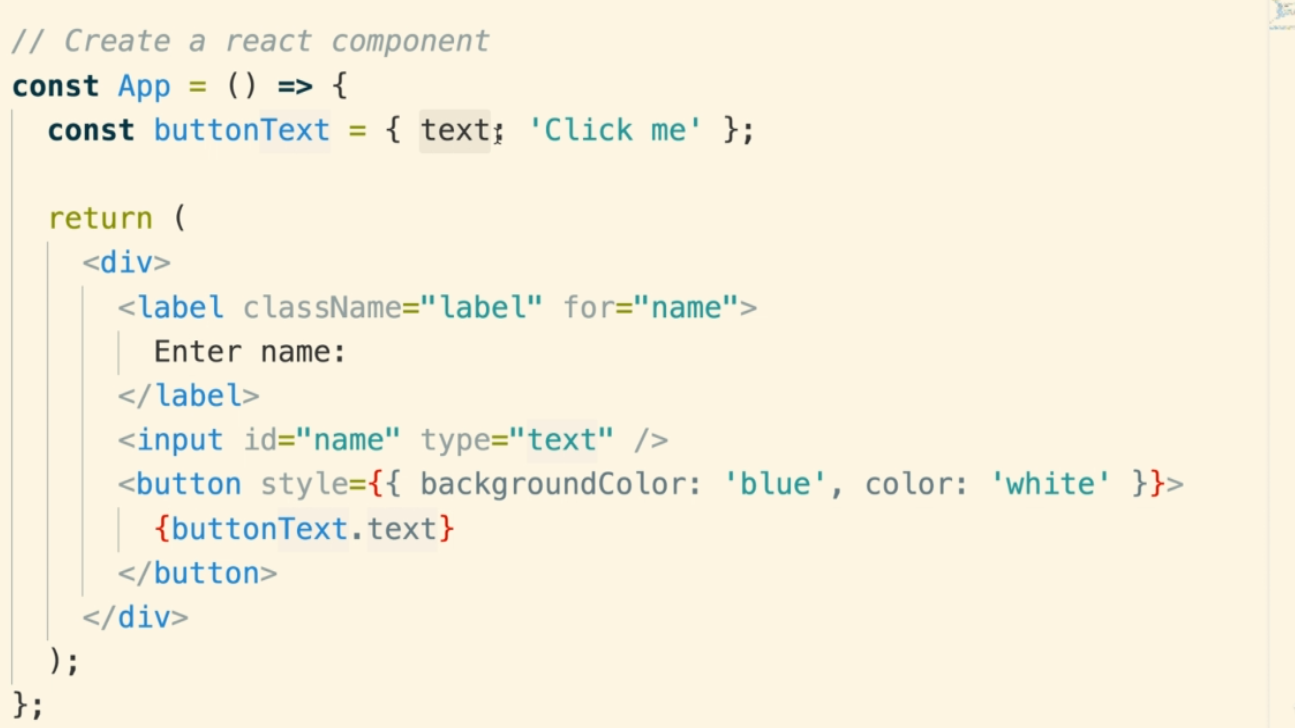 // Create a react component
const App = () => {
  const buttonText = { text: 'Click me' };

  return (
    <div>
      <label className="label" for="name">
        Enter name:
      </label>
      <input id="name" type="text" />
      <button style={{ backgroundColor: 'blue', color: 'white' }}>
        {buttonText.text}
      </button>
    </div>
  );
};